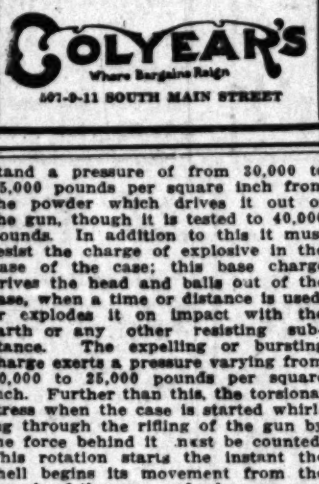 COLYEAR'S
Where Bargains Reign
507-9-11 SOUTH MAIN STREET
tand a pressure of from 30,000 to
5,000 pounds per square inch from
he powder which drives it out o
he gun, though it is tested to 40,000
ounds. In addition to this it mus
esist the charge of explosive in the
ase of the case; this base charge
rives the head and balls out of the
ase, when a time or distance is used
r explodes it on impact with the
arth or any other resisting sub-
tance. The expelling or bursting
harge exerts a pressure varying from
0,000 to 25,000 pounds per square
nch. Further than this, the torsiona
tress when the case is started whirl
ng through the rifling of the gun by
he force behind it must be counted
his rotation starts the instant the
hell begins its movement from the